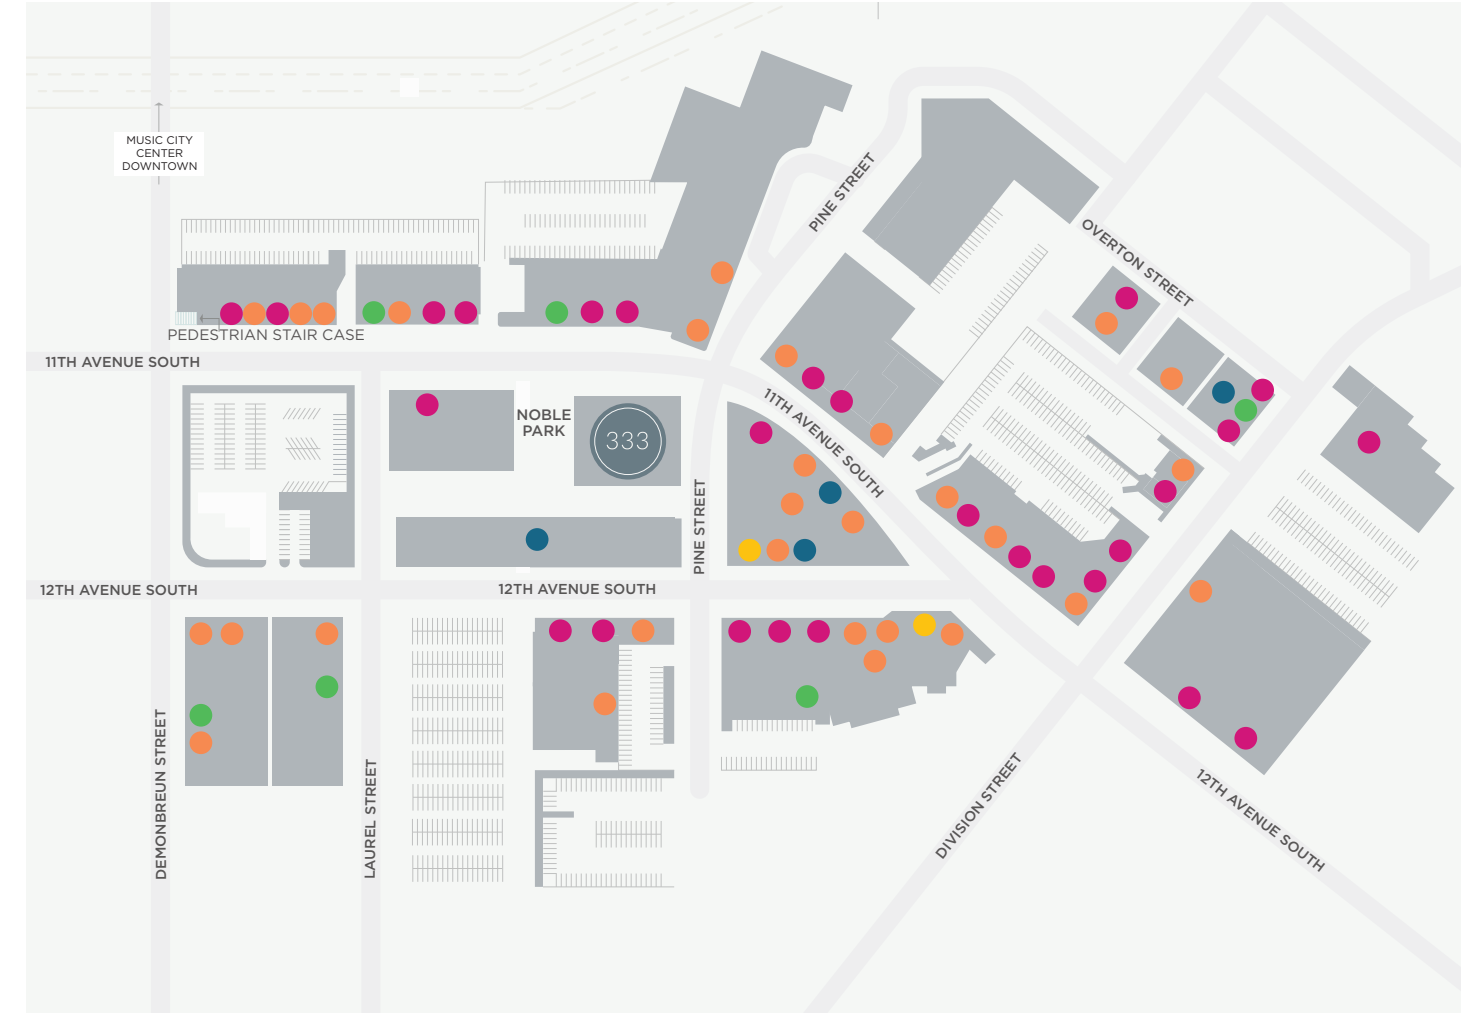 MUSIC CITY
CENTER
DOWNTOWN
PINE STREET
OVERTON STREET
PEDESTRIAN STAIR CASE
11TH AVENUE SOUTH
NOBLE
PARK
333
11TH AVENUE SOUTH
PINE STREET
12TH AVENUE SOUTH
12TH AVENUE SOUTH
DEMONBREUN STREET
LAUREL STREET
DIVISION STREET
12TH AVENUE SOUTH